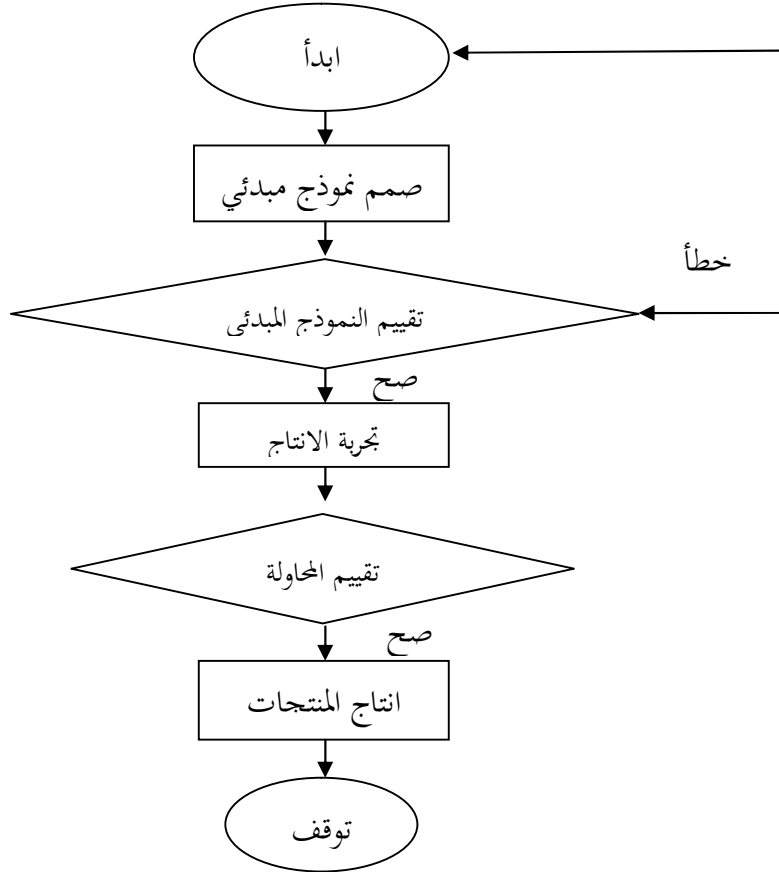 ابدأ
صمم نموذج مبدئي
خطأ
تقييم النموذج المبدئى
صح
تجربة الانتاج
تقييم المحاولة
صح
انتاج المنتجات
توقف